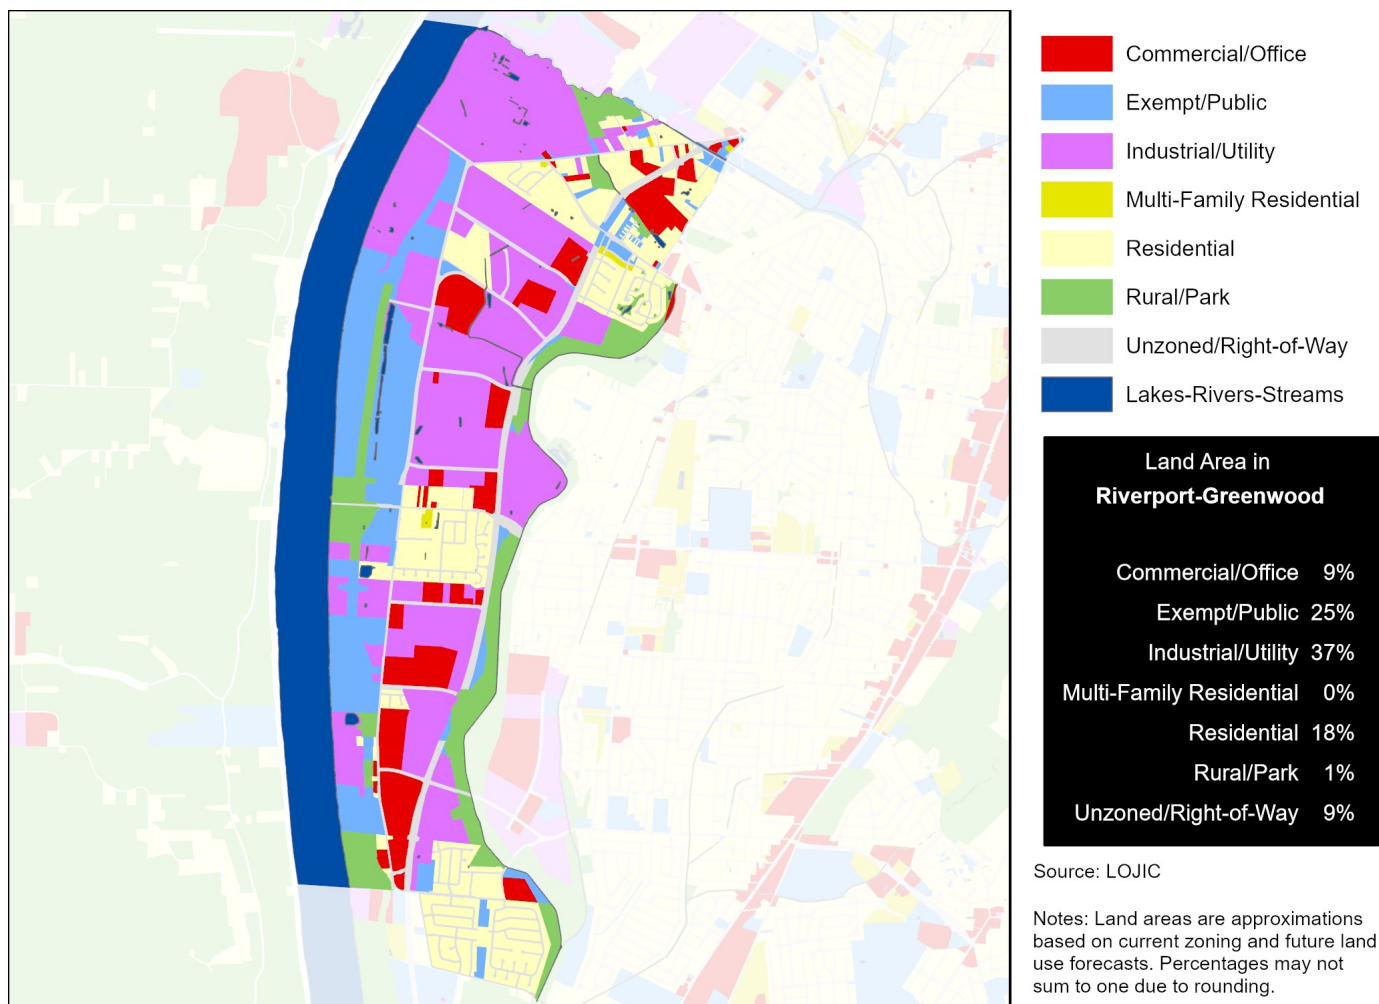 Commercial/Office
Exempt/Public
Industrial/Utility
Multi-Family Residential
Residential
Rural/Park
Unzoned/Right-of-Way
Lakes-Rivers-Streams
Land Area in
Riverport-Greenwood
Commercial/Office 9%
Exempt/Public 25%
Industrial/Utility 37%
Multi-Family Residential 0%
Residential 18%
Rural/Park 1%
Unzoned/Right-of-Way 9%
Source: LOJIC
Notes: Land areas are approximations
based on current zoning and future land
use forecasts. Percentages may not
sum to one due to rounding.